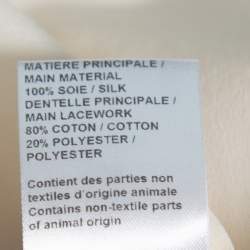 MATIÈRE PRINCIPALE /
MAIN MATERIAL
100% SOIE / SILK
DENTELLE PRINCIPALE /
MAIN LACEWORK
80% COTON / COTTON
20% POLYESTER /
POLYESTER
Contient des parties non
textiles d'origine animale
Contains non-textile parts
of animal origin